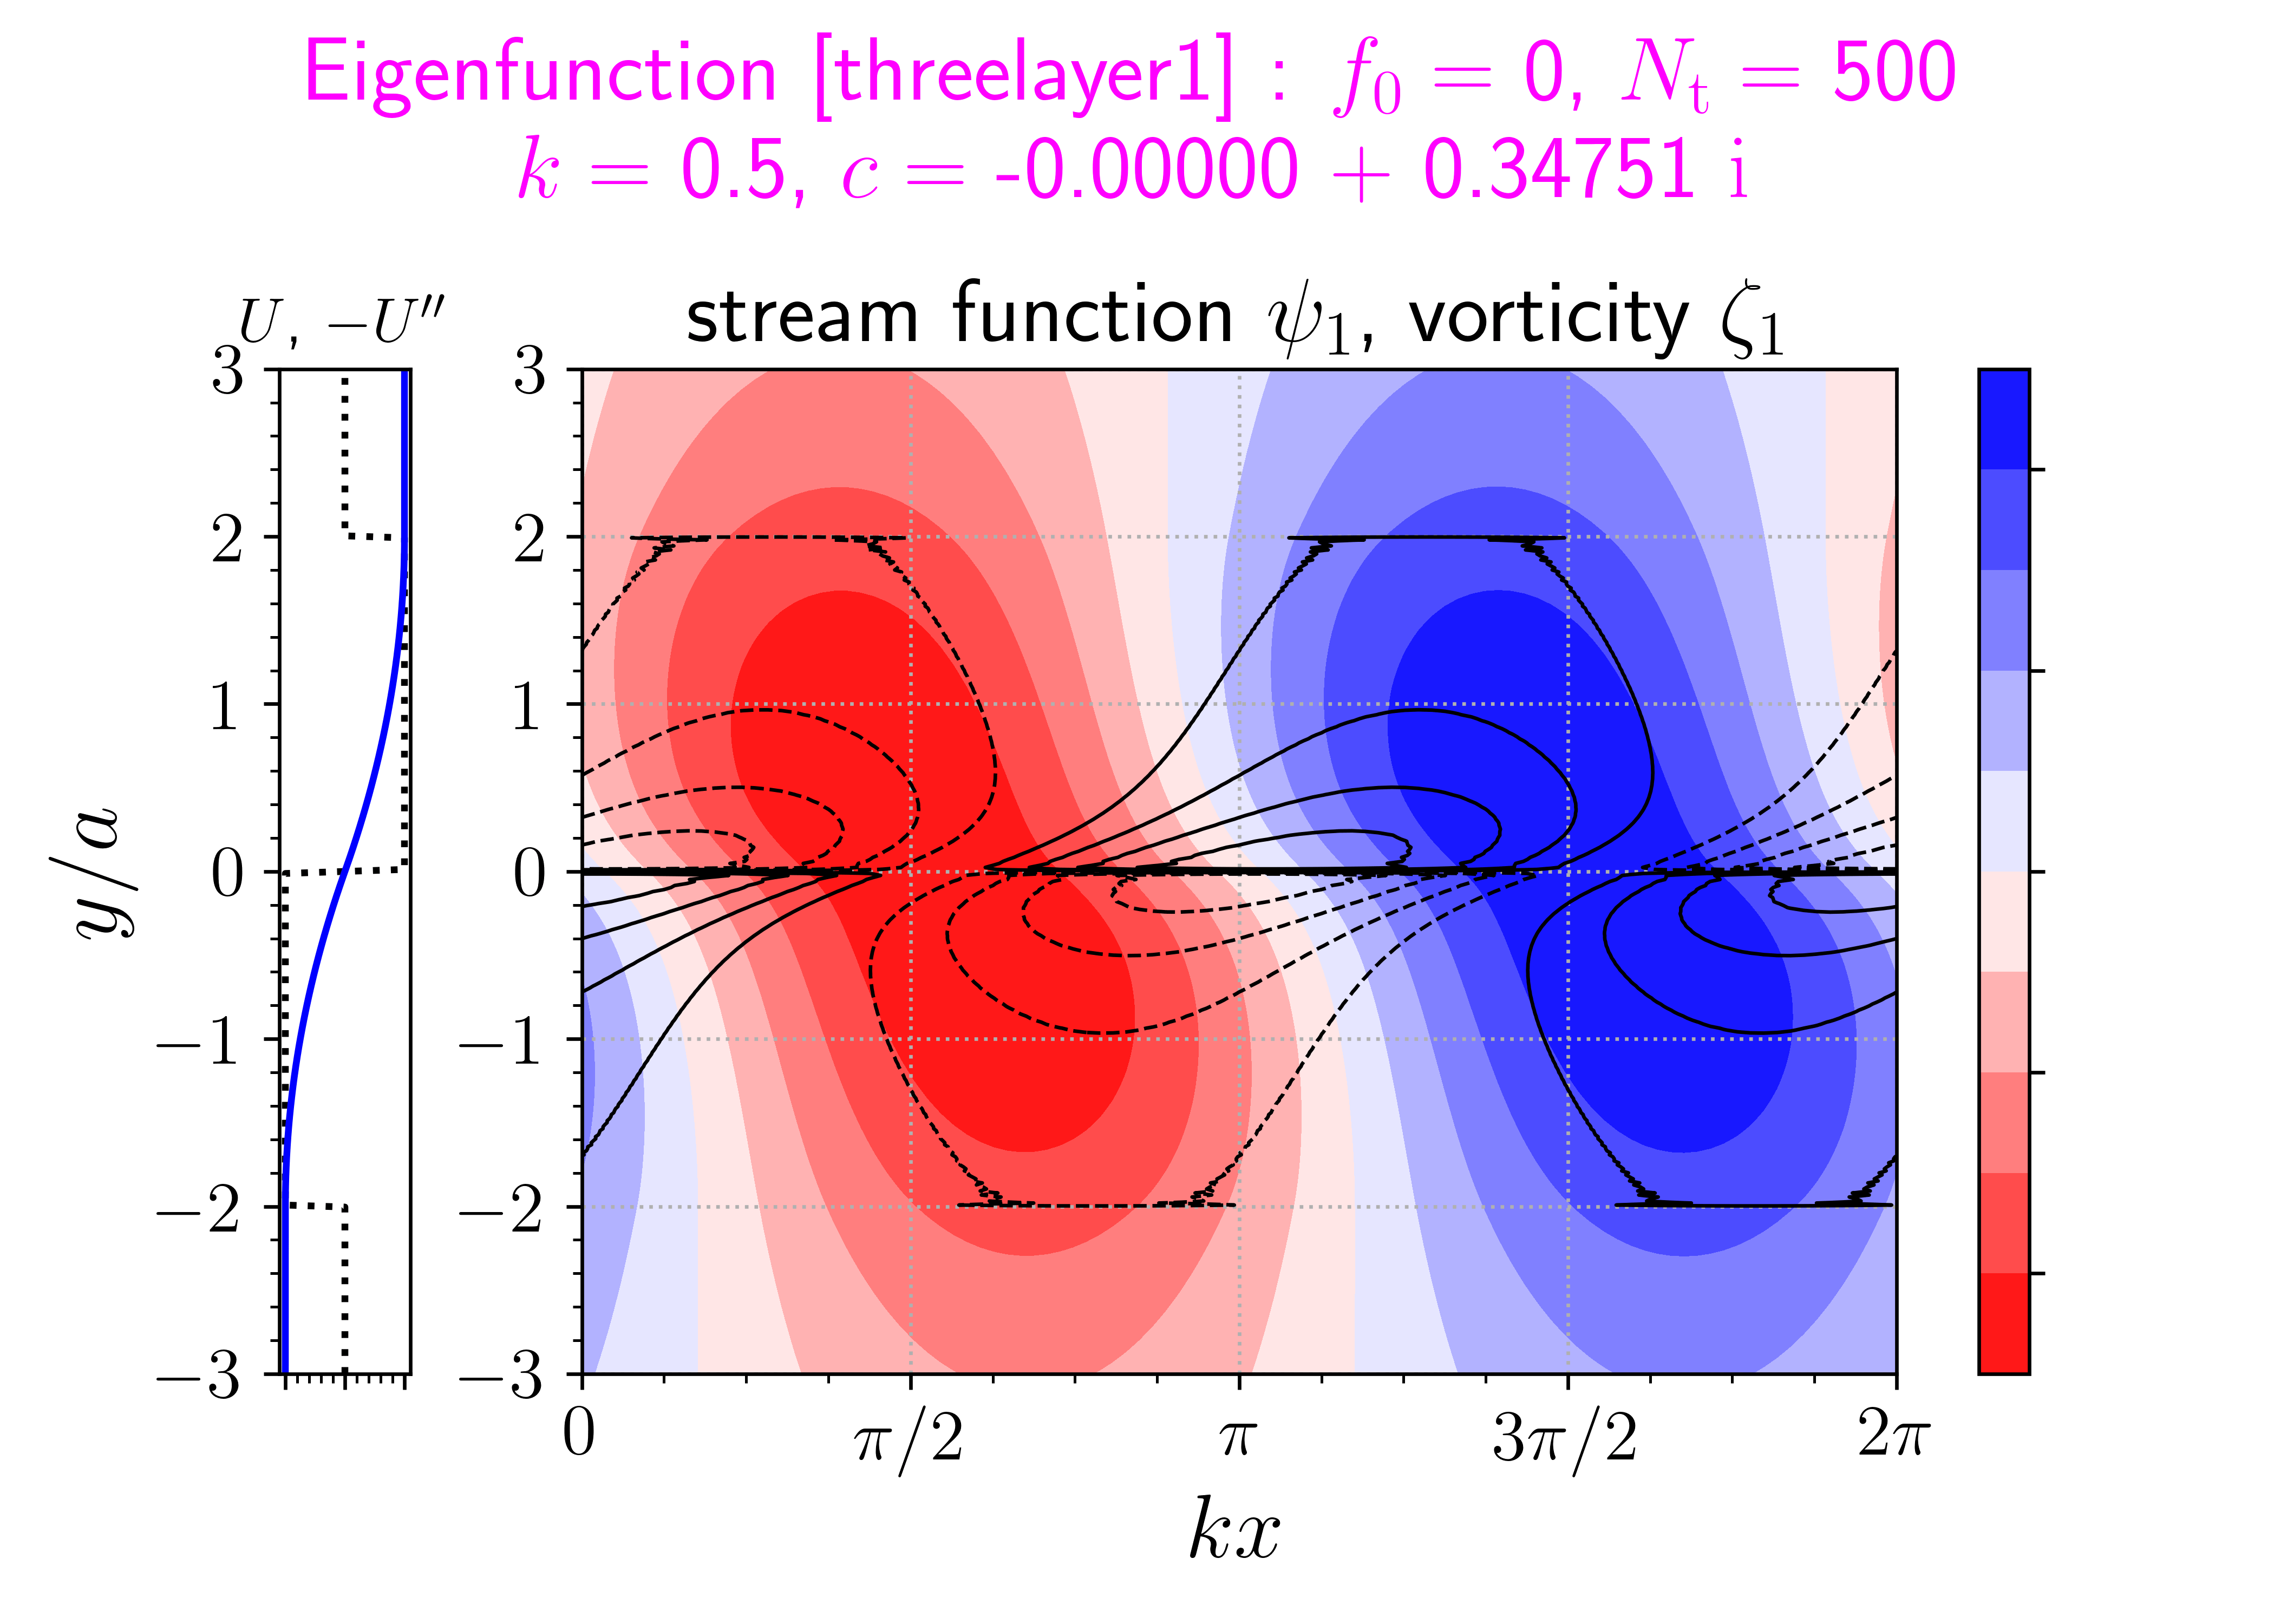 Eigenfunction [threelayer1] : f₀ = 0, Nₜ = 500
k = 0.5, c = -0.00000 + 0.34751 i
U, −U″
stream function ψ₁, vorticity ζ₁
3
2
1
0
−1
−2
−3
y/a
3
2
1
0
−1
−2
−3
0
π/2
π
3π/2
2π
kx